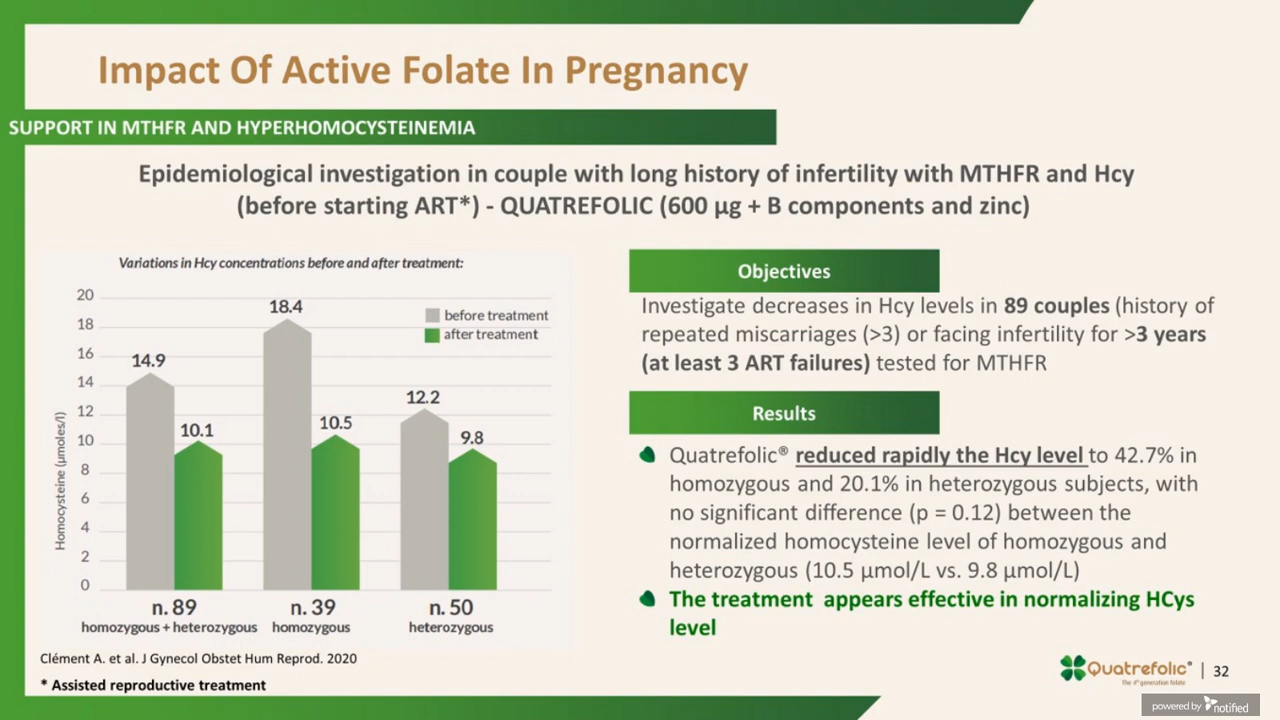 Impact Of Active Folate In Pregnancy
SUPPORT IN MTHFR AND HYPERHOMOCYSTEINEMIA
Epidemiological investigation in couple with long history of infertility with MTHFR and Hcy
(before starting ART*) - QUATREFOLIC (600 µg + B components and zinc)
Variations in Hcy concentrations before and after treatment:
Homocysteine (µmoles/l)
20
18
16
14
12
10
8
6
4
2
0
before treatment
after treatment
14.9
10.1
18.4
10.5
12.2
9.8
n. 89
homozygous + heterozygous
n. 39
homozygous
n. 50
heterozygous
Objectives
Investigate decreases in Hcy levels in 89 couples (history of
repeated miscarriages (>3) or facing infertility for >3 years
(at least 3 ART failures) tested for MTHFR
Results
Quatrefolic® reduced rapidly the Hcy level to 42.7% in
homozygous and 20.1% in heterozygous subjects, with
no significant difference (p = 0.12) between the
normalized homocysteine level of homozygous and
heterozygous (10.5 µmol/L vs. 9.8 µmol/L)
The treatment appears effective in normalizing HCys
level
Clément A. et al. J Gynecol Obstet Hum Reprod. 2020
* Assisted reproductive treatment
Quatrefolic®
The 4th generation folate
| 32
powered by notified